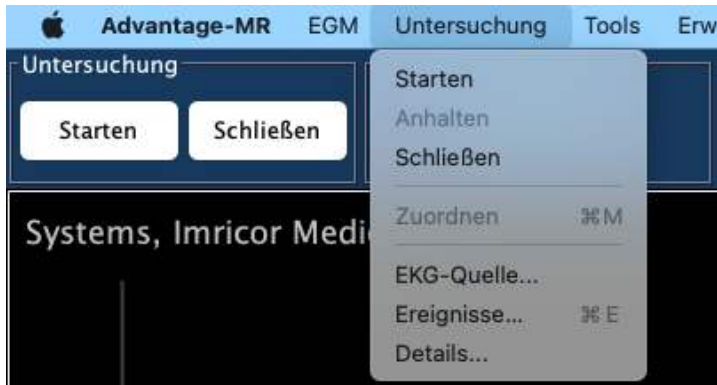 Advantage-MR EGM Untersuchung Tools Erw
Untersuchung
Starten Schließen
Starten
Anhalten
Schließen
Zuordnen ⌘M
EKG-Quelle...
Ereignisse... ⌘E
Details...
Systems, Imricor Medi